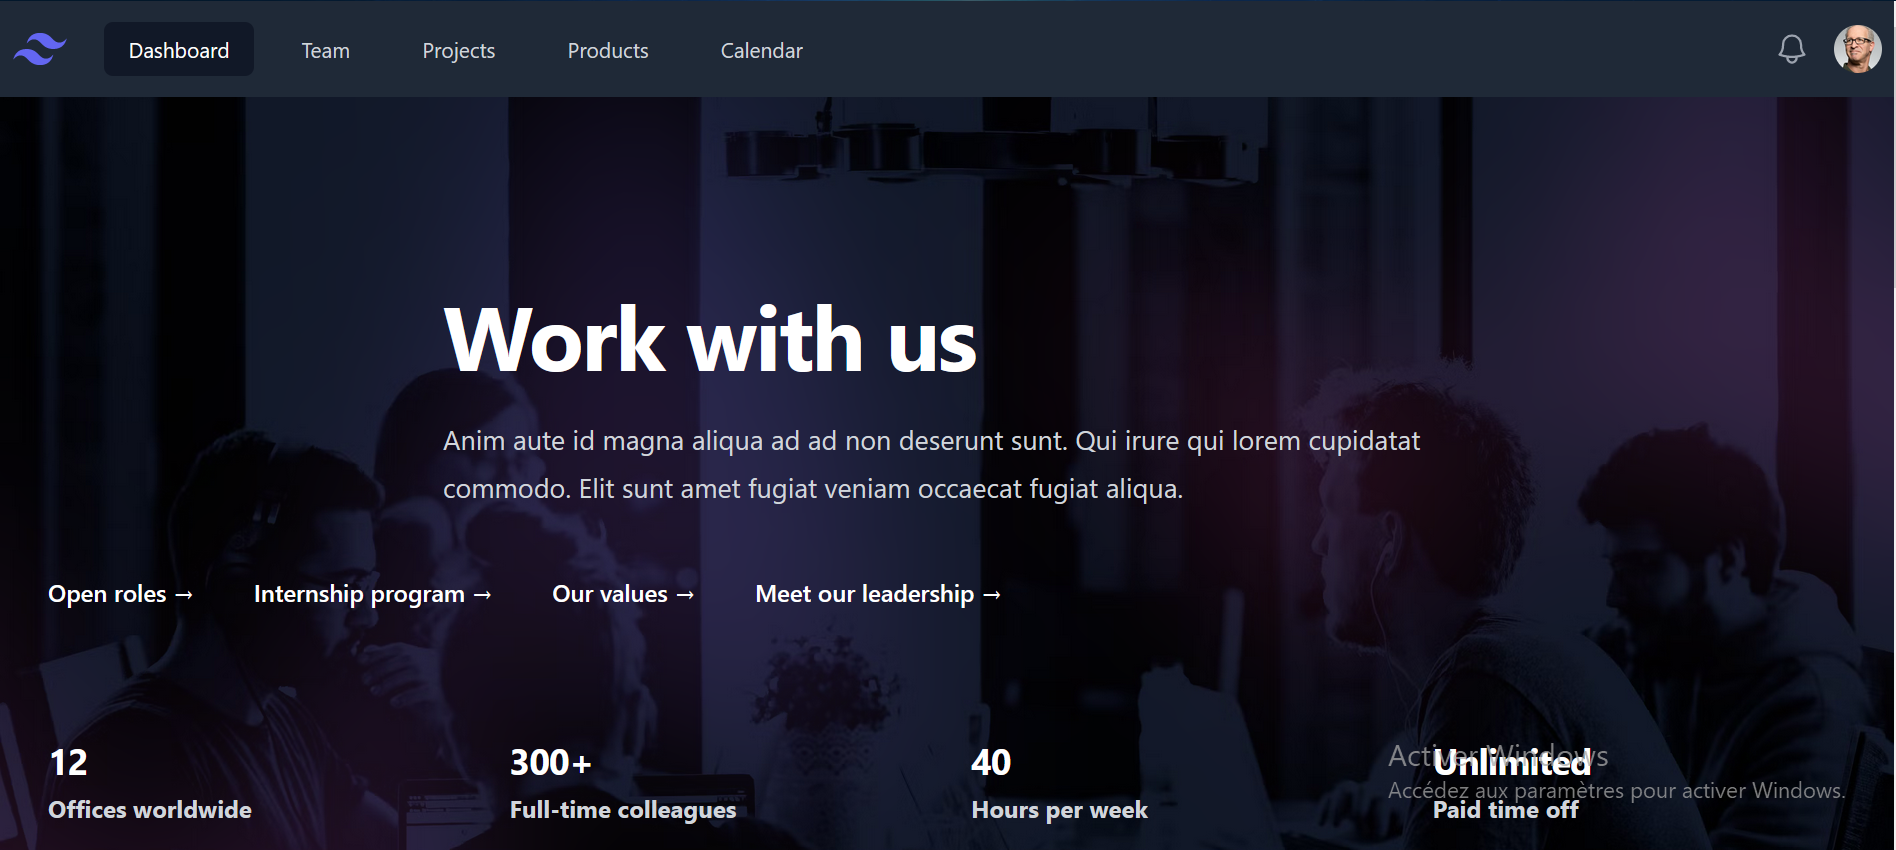 Dashboard Team Projects Products Calendar
Work with us
Anim aute id magna aliqua ad ad non deserunt sunt. Qui irure qui lorem cupidatat
commodo. Elit sunt amet fugiat veniam occaecat fugiat aliqua.
Open roles → Internship program → Our values → Meet our leadership →
12 300+ 40 Unlimited
Offices worldwide Full-time colleagues Hours per week Paid time off
Activer Windows
Accédez aux paramètres pour activer Windows.